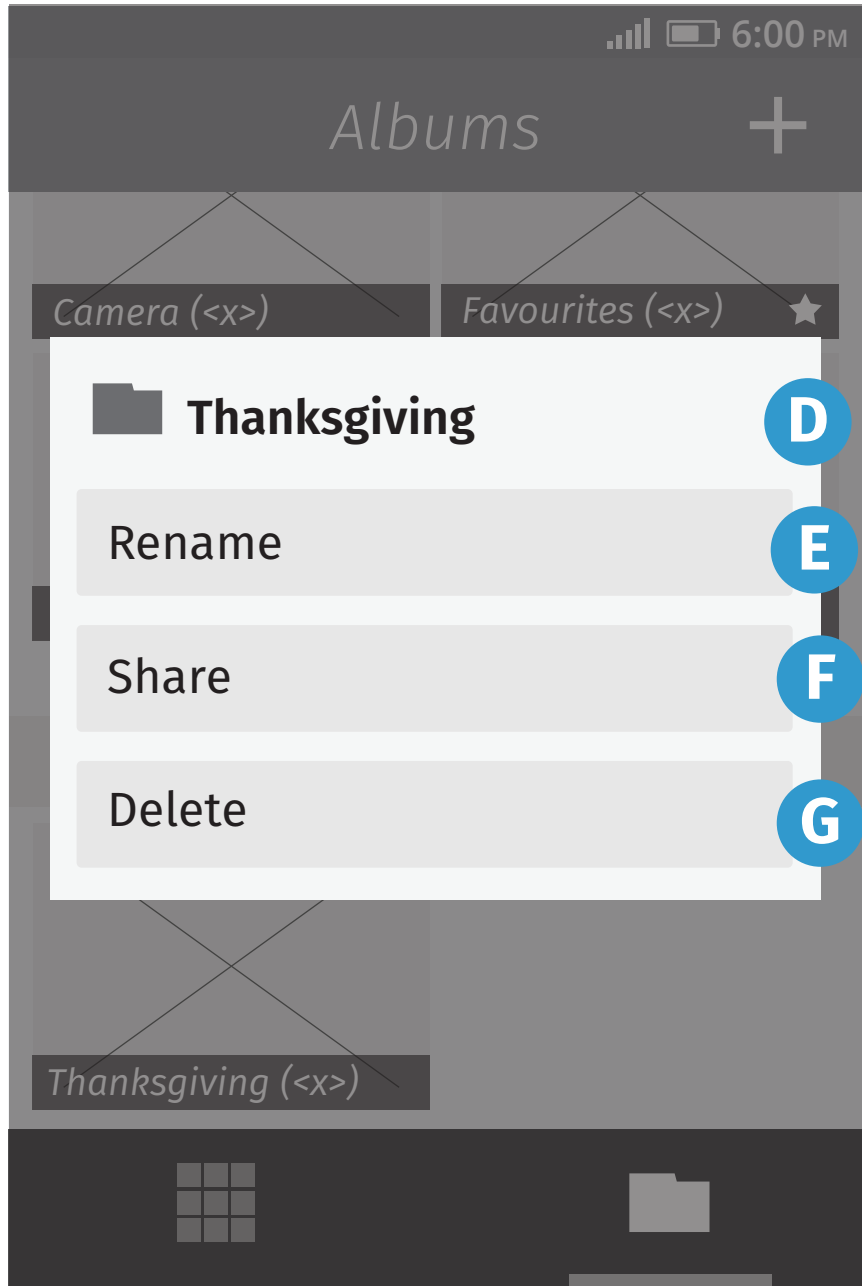 6:00 PM
Albums
Camera (<x>)
Favourites (<x>)
Thanksgiving
D
Rename
E
Share
F
Delete
G
Thanksgiving (<x>)